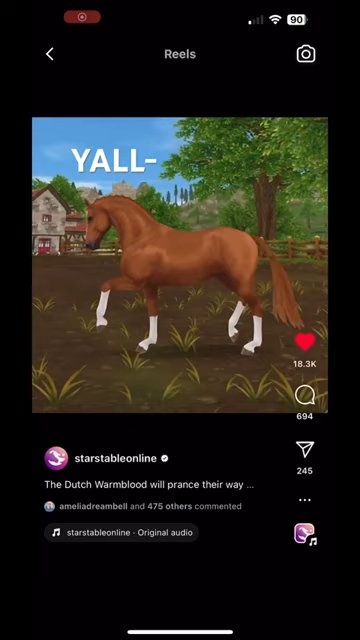 90
Reels
YALL-
18.3K
694
starstableonline
245
The Dutch Warmblood will prance their way ...
ameliadreambell and 475 others commented
starstableonline · Original audio